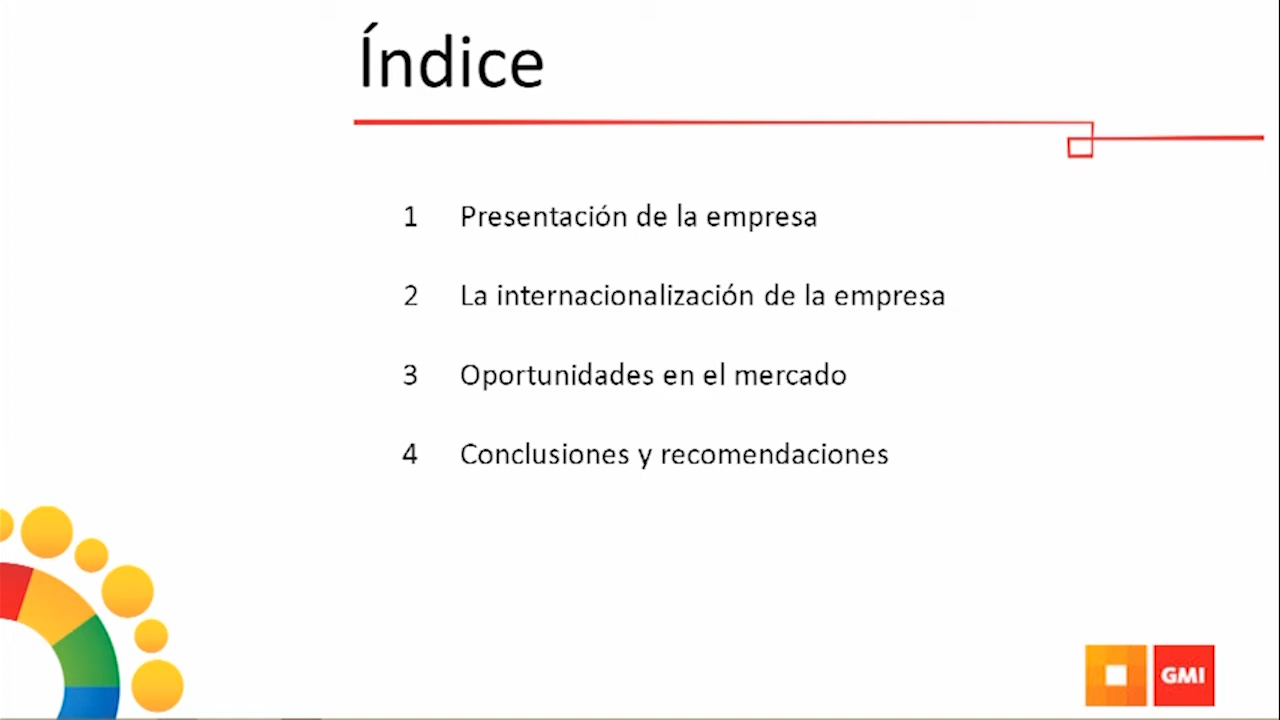 Índice
1 Presentación de la empresa
2 La internacionalización de la empresa
3 Oportunidades en el mercado
4 Conclusiones y recomendaciones
GMI